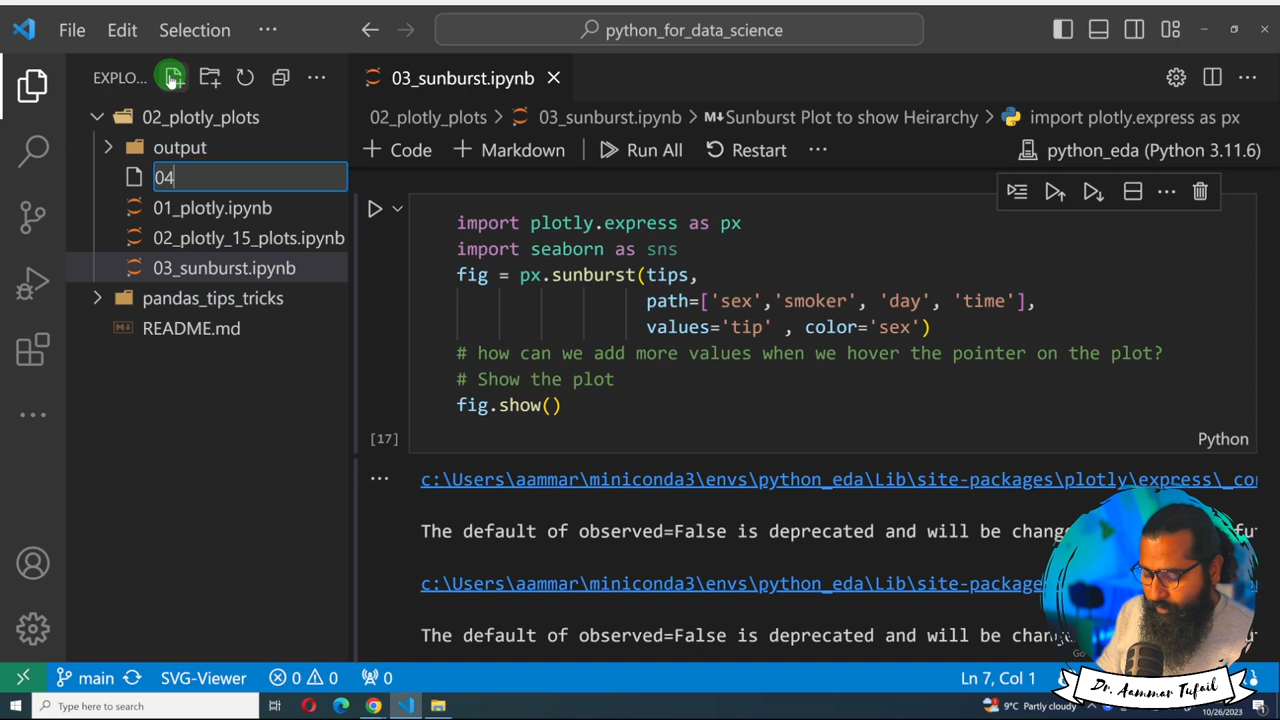 File Edit Selection ··· python_for_data_science
EXPLO... 03_sunburst.ipynb
02_plotly_plots
output
04
01_plotly.ipynb
02_plotly_15_plots.ipynb
03_sunburst.ipynb
pandas_tips_tricks
README.md
02_plotly_plots > 03_sunburst.ipynb > M↓Sunburst Plot to show Heirarchy > import plotly.express as px
+ Code + Markdown Run All Restart ··· python_eda (Python 3.11.6)
import plotly.express as px
import seaborn as sns
fig = px.sunburst(tips,
path=['sex','smoker', 'day', 'time'],
values='tip' , color='sex')
# how can we add more values when we hover the pointer on the plot?
# Show the plot
fig.show()
[17] Python
c:\Users\aammar\miniconda3\envs\python_eda\Lib\site-packages\plotly\express\_co
The default of observed=False is deprecated and will be chang
c:\Users\aammar\miniconda3\envs\python_eda\Lib\site-packages
The default of observed=False is deprecated and will be chang
main SVG-Viewer 0 0 0 Ln 7, Col 1
Dr. Aammar Tufail
Type here to search 9°C Partly cloudy 10/26/2023